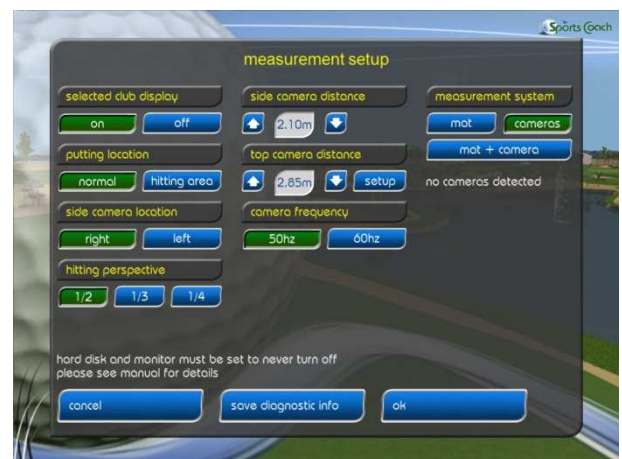 Sports Coach
measurement setup
selected club display
on off
putting location
normal hitting area
side camera location
right left
hitting perspective
1/2 1/3 1/4
side camera distance
2.10m
top camera distance
2.85m setup
camera frequency
50hz 60hz
measurement system
mat cameras
mat + camera
no cameras detected
hard disk and monitor must be set to never turn off
please see manual for details
cancel save diagnostic info ok